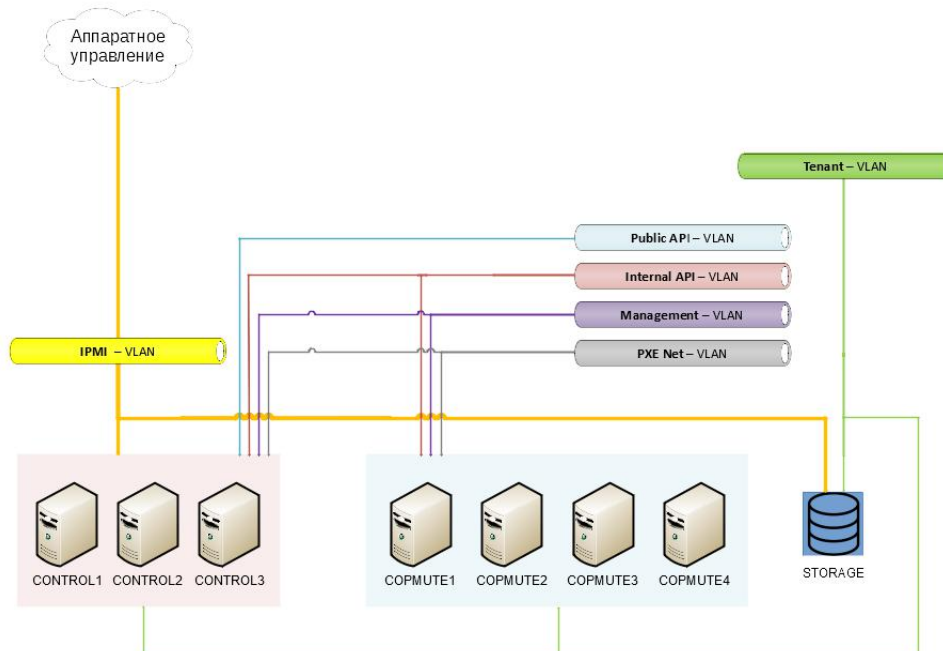 Аппаратное
управление
Tenant – VLAN
Public API – VLAN
Internal API – VLAN
Management – VLAN
IPMI – VLAN
PXE Net – VLAN
CONTROL1
CONTROL2
CONTROL3
COPMUTE1
COPMUTE2
COPMUTE3
COPMUTE4
STORAGE